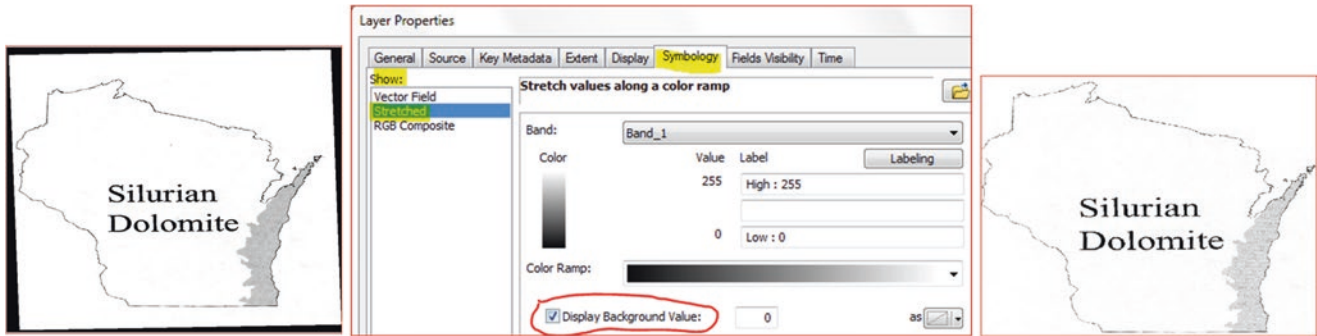 Silurian
Dolomite
Layer Properties
General Source Key Metadata Extent Display Symbology Fields Visibility Time
Show:
Vector Field
Stretched
RGB Composite
Stretch values along a color ramp
Band: Band_1
Color Value Label Labeling
255 High : 255
0 Low : 0
Color Ramp:
Display Background Value: 0 as
Silurian
Dolomite